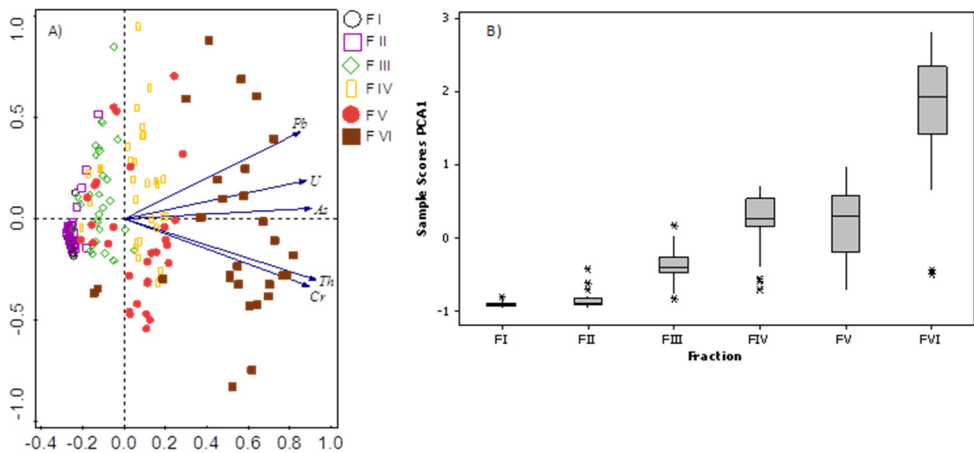 A)
F I
F II
F III
F IV
F V
F VI
1.0
0.5
0.0
-0.5
-1.0
Pb
U
As
Th
Cr
-0.4 -0.2 0.0 0.2 0.4 0.6 0.8 1.0
B)
Sample Scores PCA1
3
2
1
0
-1
FI FII FIII FIV FV FVI
Fraction